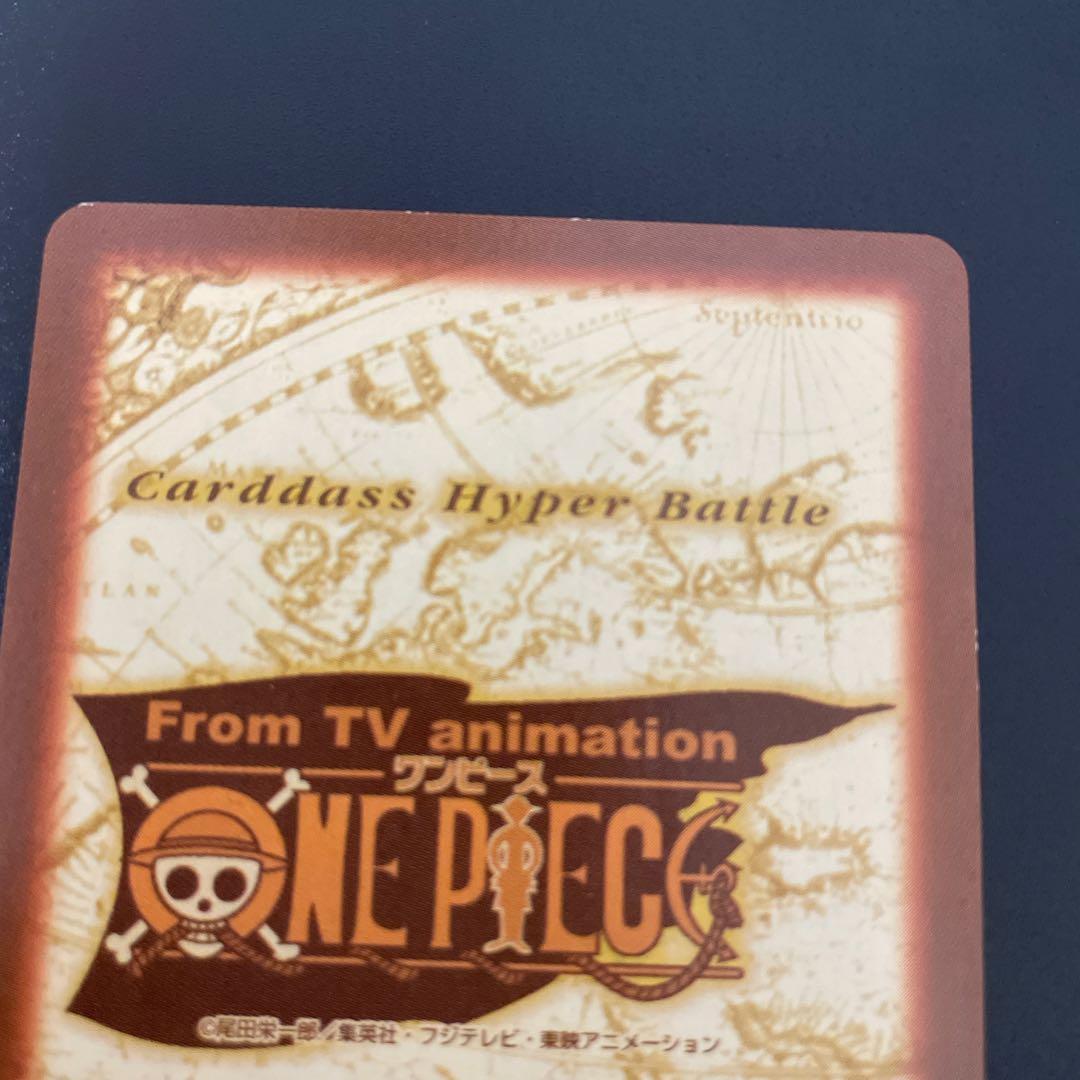 Septentrio
Carddass Hyper Battle
TLAN
From TV animation
ワンピース
ONE PIECE
©尾田栄一郎／集英社・フジテレビ・東映アニメーション